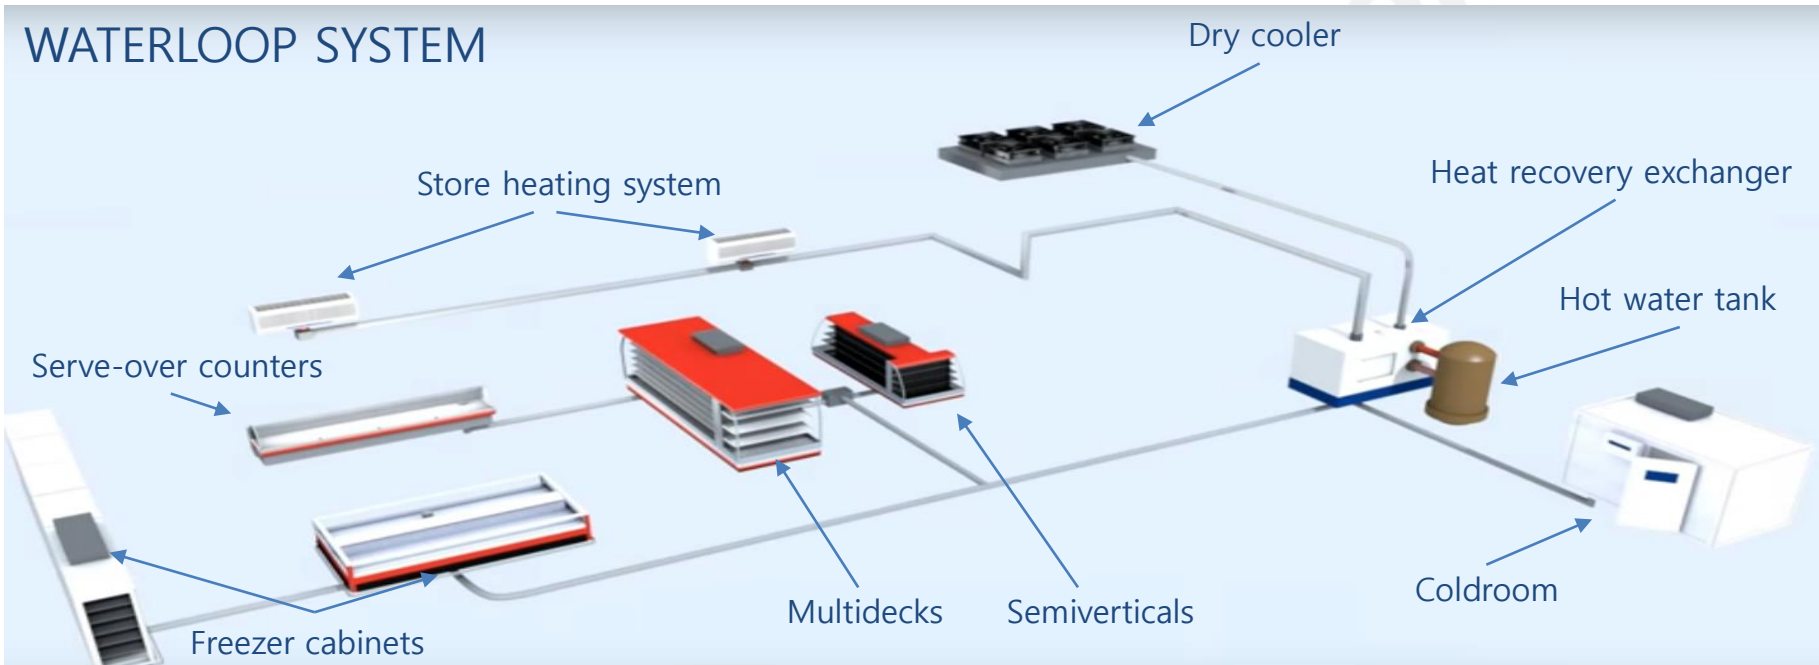 WATERLOOP SYSTEM
Dry cooler
Store heating system
Heat recovery exchanger
Hot water tank
Serve-over counters
Coldroom
Multidecks
Semiverticals
Freezer cabinets